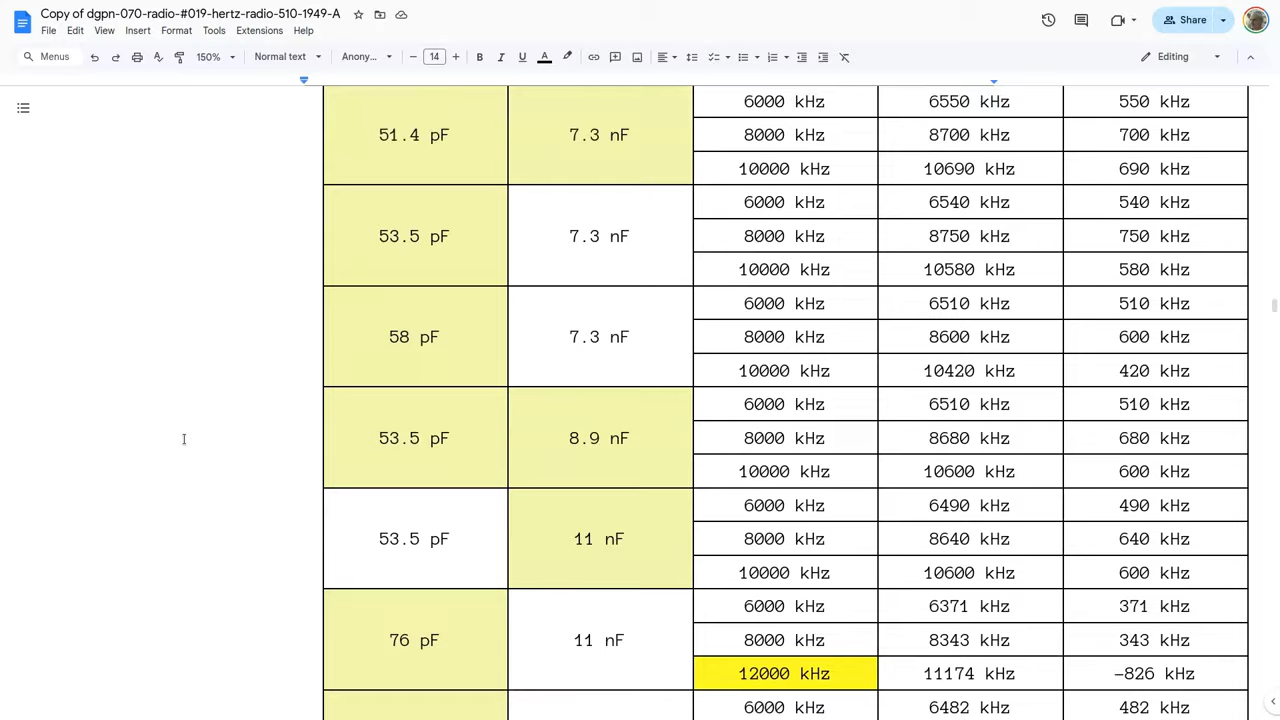 Copy of dgpn-070-radio-#019-hertz-radio-510-1949-A
File Edit View Insert Format Tools Extensions Help
Share
Menus 150% Normal text Anony... 14 B I U A Editing
6000 kHz 6550 kHz 550 kHz
51.4 pF 7.3 nF 8000 kHz 8700 kHz 700 kHz
10000 kHz 10690 kHz 690 kHz
6000 kHz 6540 kHz 540 kHz
53.5 pF 7.3 nF 8000 kHz 8750 kHz 750 kHz
10000 kHz 10580 kHz 580 kHz
6000 kHz 6510 kHz 510 kHz
58 pF 7.3 nF 8000 kHz 8600 kHz 600 kHz
10000 kHz 10420 kHz 420 kHz
6000 kHz 6510 kHz 510 kHz
53.5 pF 8.9 nF 8000 kHz 8680 kHz 680 kHz
10000 kHz 10600 kHz 600 kHz
6000 kHz 6490 kHz 490 kHz
53.5 pF 11 nF 8000 kHz 8640 kHz 640 kHz
10000 kHz 10600 kHz 600 kHz
6000 kHz 6371 kHz 371 kHz
76 pF 11 nF 8000 kHz 8343 kHz 343 kHz
12000 kHz 11174 kHz -826 kHz
6000 kHz 6482 kHz 482 kHz